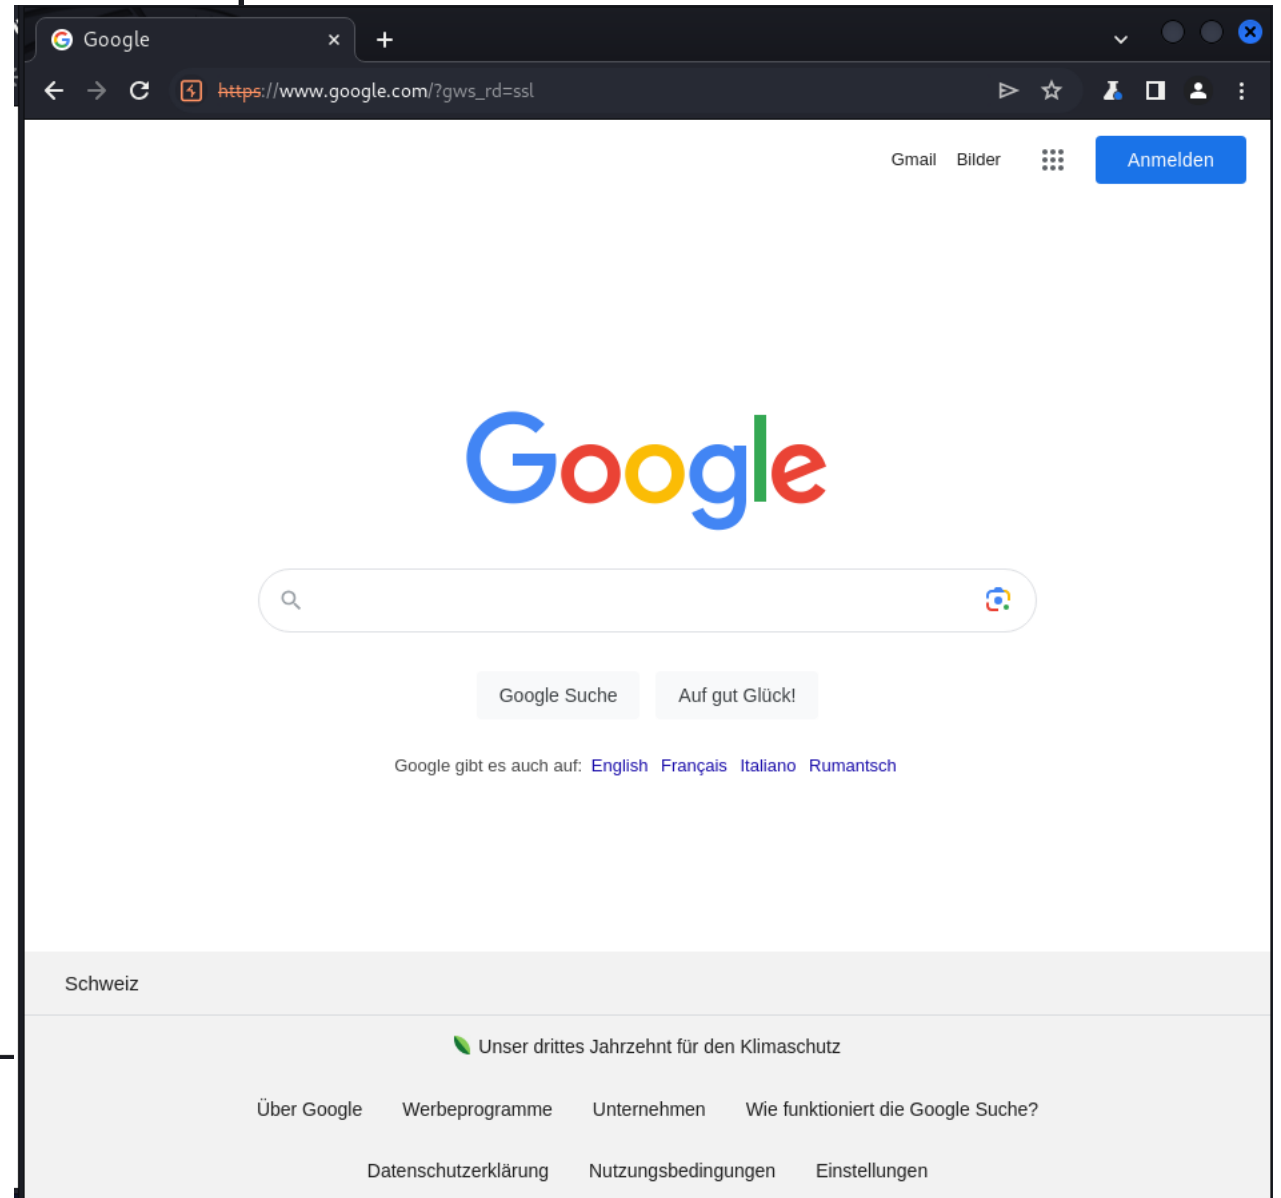 Google
https://www.google.com/?gws_rd=ssl
Gmail Bilder Anmelden
Google
Google Suche Auf gut Glück!
Google gibt es auch auf: English Français Italiano Rumantsch
Schweiz
Unser drittes Jahrzehnt für den Klimaschutz
Über Google Werbeprogramme Unternehmen Wie funktioniert die Google Suche?
Datenschutzerklärung Nutzungsbedingungen Einstellungen